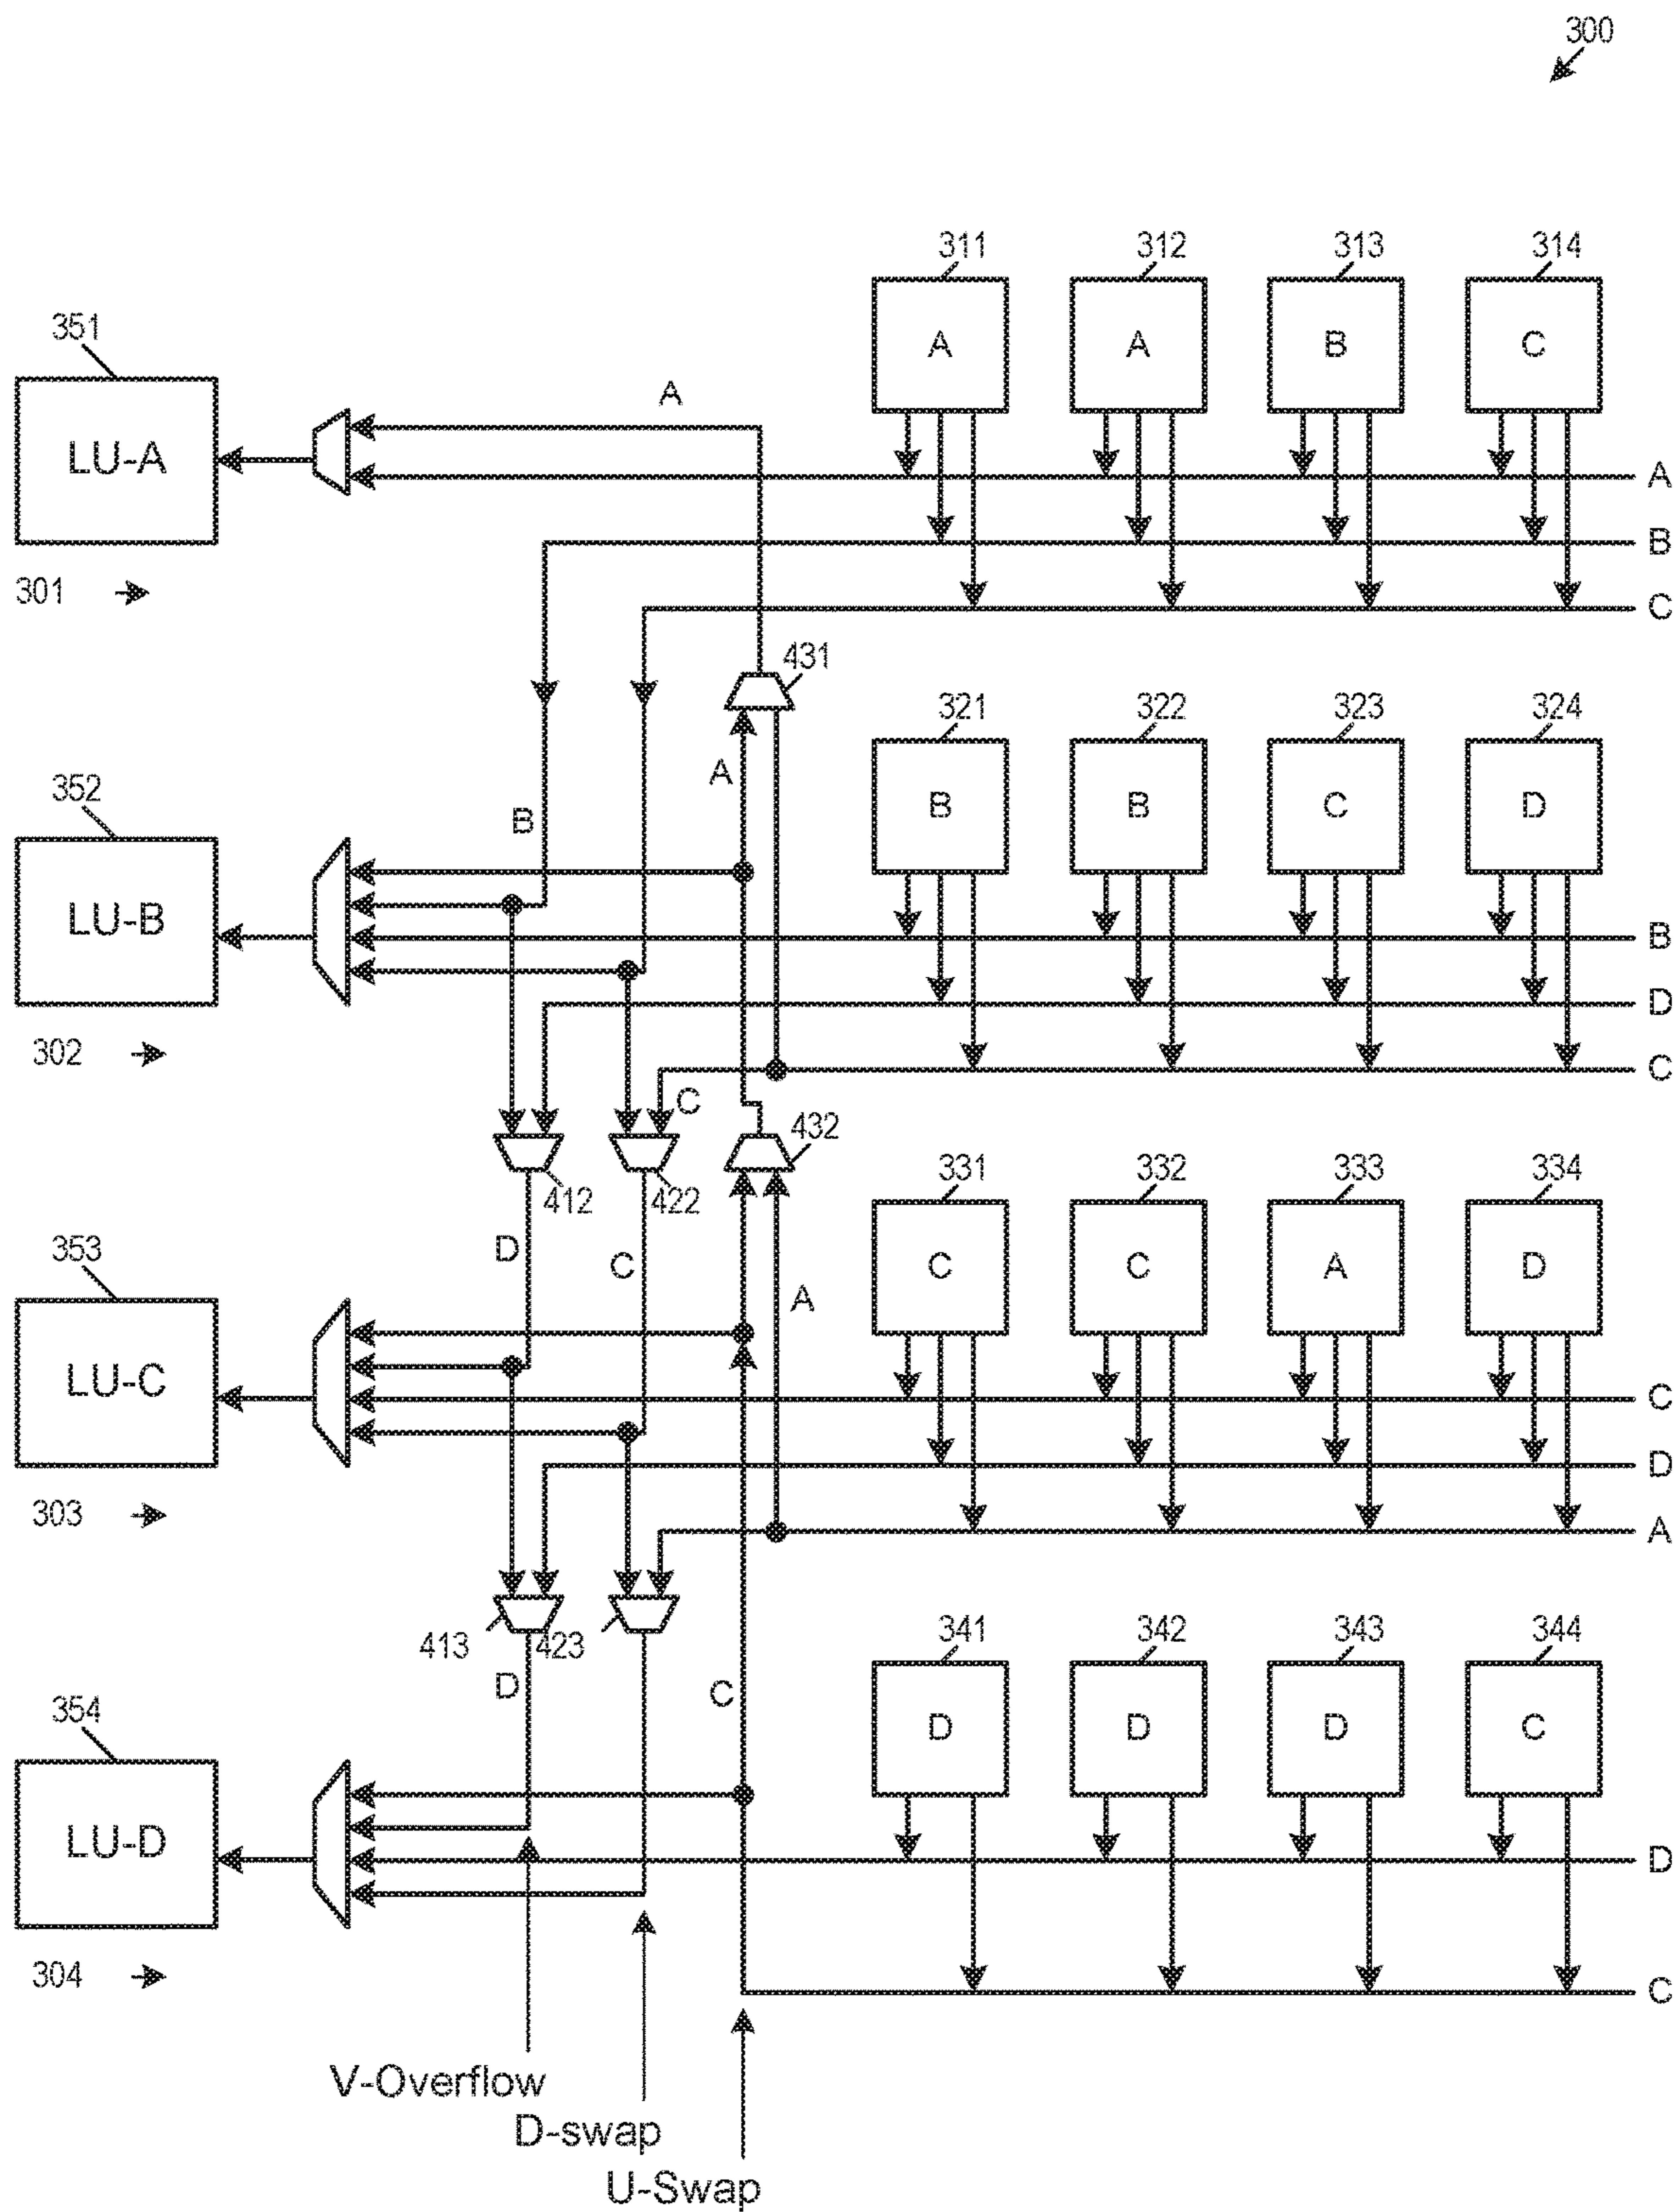 300
311 312 313 314
351
A A B C
A
LU-A
A
B
301
C
431
321 322 323 324
A
352
B B C D
B
LU-B
B
D
302
C
C
432
331 332 333 334
412 422
353
D C
C C A D
A
LU-C
C
D
303
A
341 342 343 344
413 423
D C
354
D D D C
LU-D
D
304
C
V-Overflow
D-swap
U-Swap